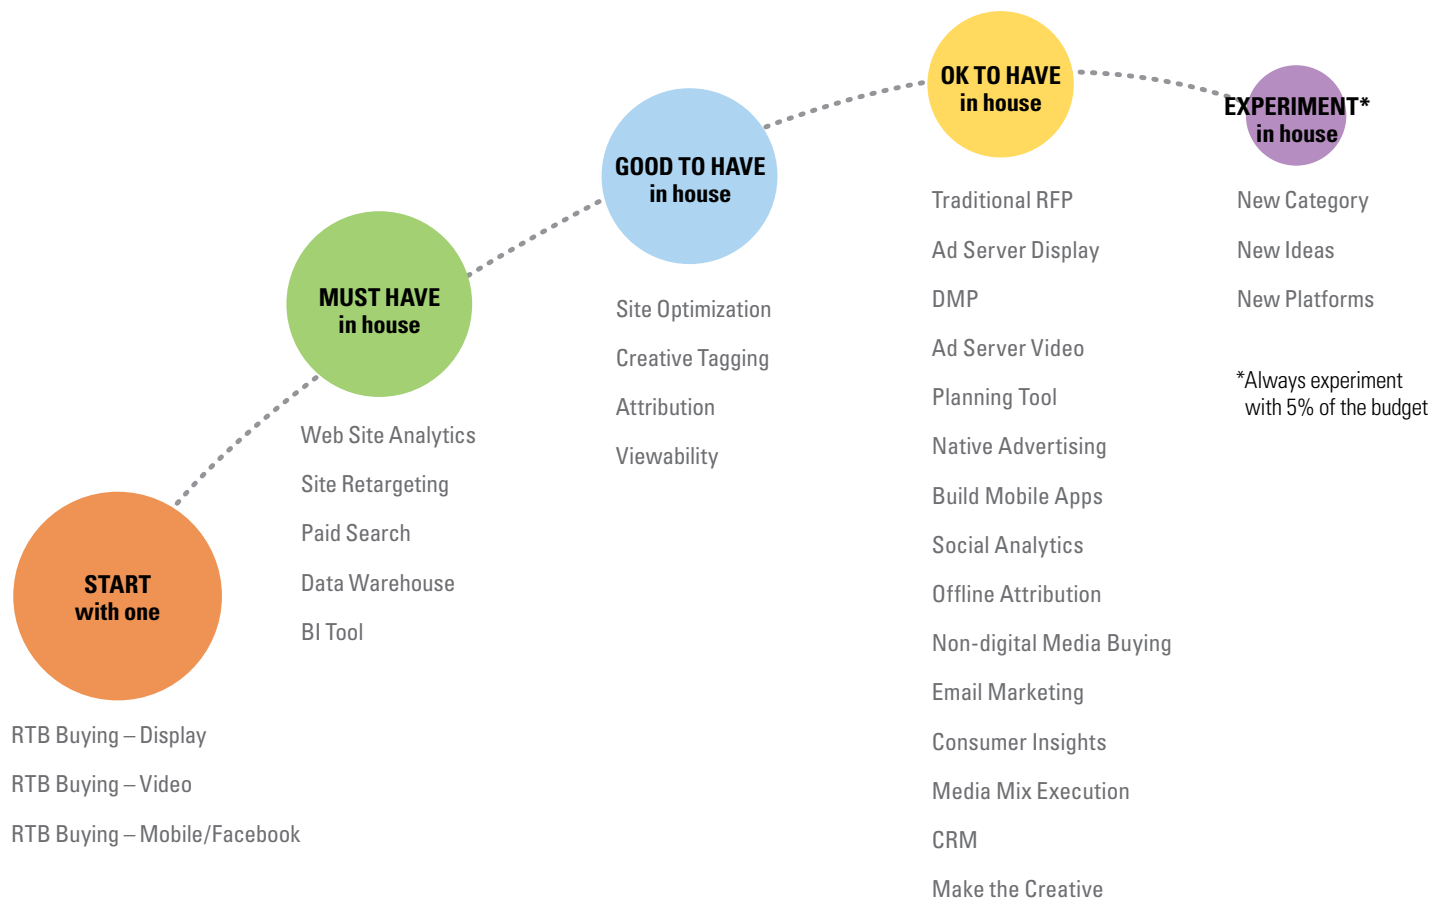 START
with one
RTB Buying – Display
RTB Buying – Video
RTB Buying – Mobile/Facebook
MUST HAVE
in house
Web Site Analytics
Site Retargeting
Paid Search
Data Warehouse
BI Tool
GOOD TO HAVE
in house
Site Optimization
Creative Tagging
Attribution
Viewability
OK TO HAVE
in house
Traditional RFP
Ad Server Display
DMP
Ad Server Video
Planning Tool
Native Advertising
Build Mobile Apps
Social Analytics
Offline Attribution
Non-digital Media Buying
Email Marketing
Consumer Insights
Media Mix Execution
CRM
Make the Creative
EXPERIMENT*
in house
New Category
New Ideas
New Platforms
*Always experiment
with 5% of the budget